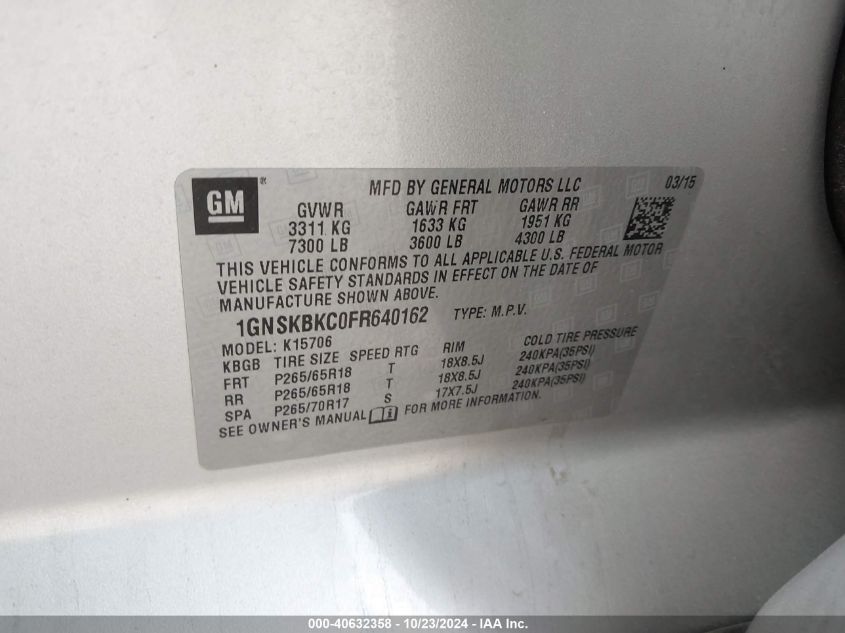 GM®
MFD BY GENERAL MOTORS LLC 03/15
GVWR GAWR FRT GAWR RR
3311 KG 1633 KG 1951 KG
7300 LB 3600 LB 4300 LB
THIS VEHICLE CONFORMS TO ALL APPLICABLE U.S. FEDERAL MOTOR
VEHICLE SAFETY STANDARDS IN EFFECT ON THE DATE OF
MANUFACTURE SHOWN ABOVE.
1GNSKBKC0FR640162 TYPE: M.P.V.
MODEL: K15706
KBGB TIRE SIZE SPEED RTG RIM COLD TIRE PRESSURE
FRT P265/65R18 T 18X8.5J 240KPA(35PSI)
RR P265/65R18 T 18X8.5J 240KPA(35PSI)
SPA P265/70R17 S 17X7.5J 240KPA(35PSI)
SEE OWNER'S MANUAL i FOR MORE INFORMATION.
000-40632358 - 10/23/2024 - IAA Inc.